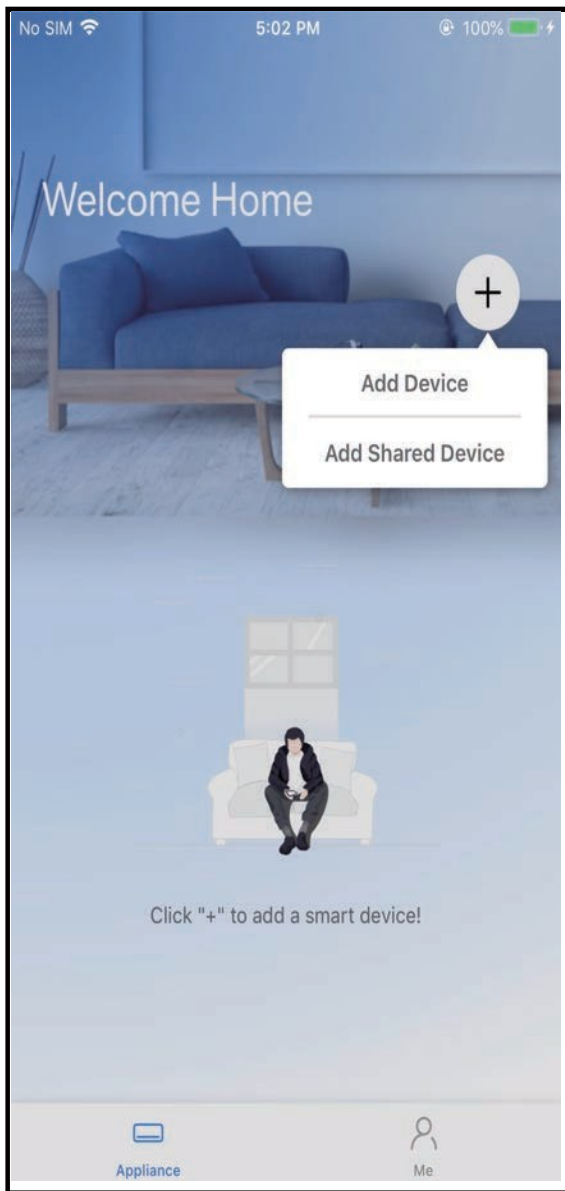 No SIM 5:02 PM 100%
Welcome Home
+
Add Device
Add Shared Device
Click "+" to add a smart device!
Appliance Me